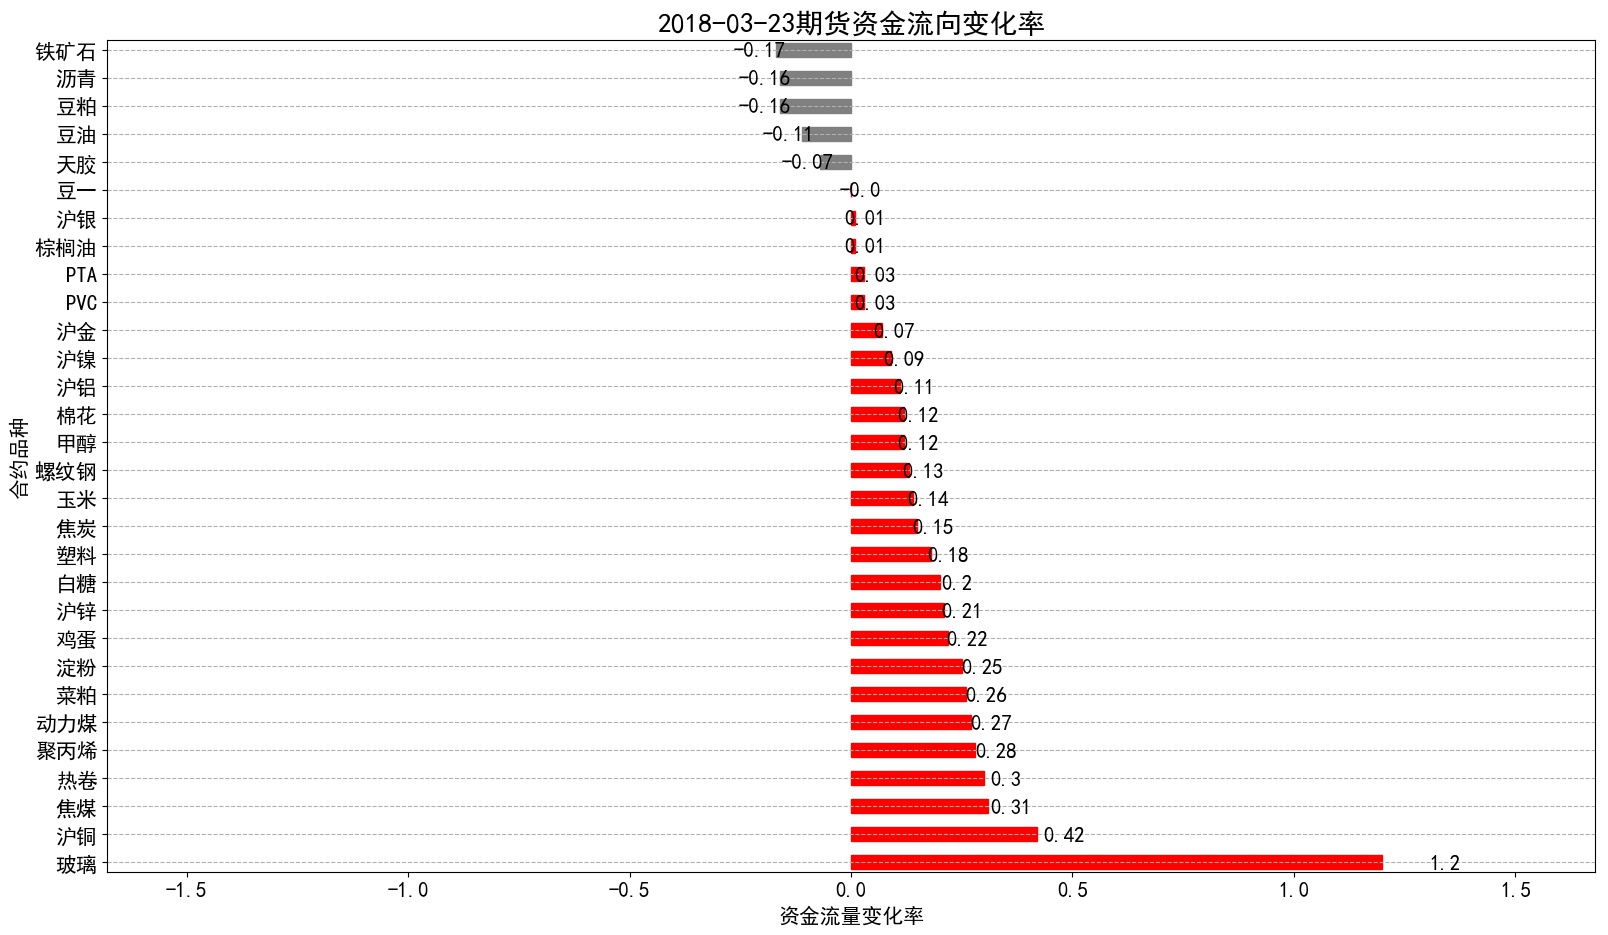 2018-03-23期货资金流向变化率
铁矿石 -0.17
沥青 -0.16
豆粕 -0.16
豆油 -0.11
天胶 -0.07
豆一 -0.0
沪银 0.01
棕榈油 0.01
PTA 0.03
PVC 0.03
沪金 0.07
沪镍 0.09
沪铝 0.11
棉花 0.12
甲醇 0.12
螺纹钢 0.13
玉米 0.14
焦炭 0.15
塑料 0.18
白糖 0.2
沪锌 0.21
鸡蛋 0.22
淀粉 0.25
菜粕 0.26
动力煤 0.27
聚丙烯 0.28
热卷 0.3
焦煤 0.31
沪铜 0.42
玻璃 1.2
合约品种
-1.5 -1.0 -0.5 0.0 0.5 1.0 1.5
资金流量变化率